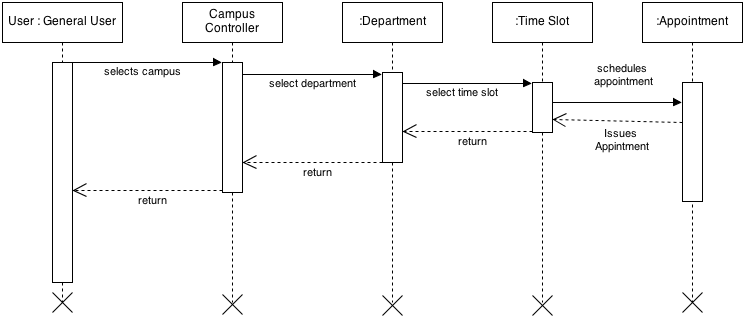 User : General User
Campus
Controller
:Department
:Time Slot
:Appointment
selects campus
select department
select time slot
schedules
appointment
Issues
Appintment
return
return
return